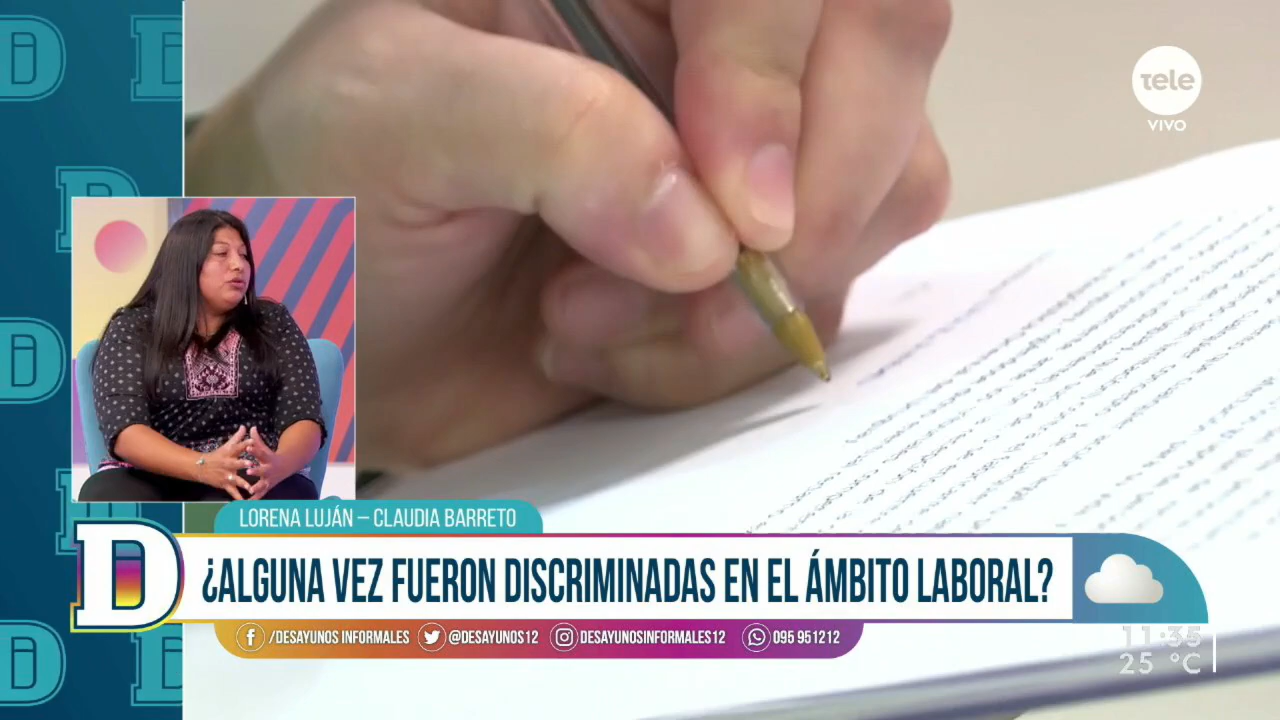 tele
VIVO
LORENA LUJÁN – CLAUDIA BARRETO
D
¿ALGUNA VEZ FUERON DISCRIMINADAS EN EL ÁMBITO LABORAL?
/DESAYUNOS INFORMALES @DESAYUNOS12 DESAYUNOSINFORMALES12 095 951212
11:35
25 °C